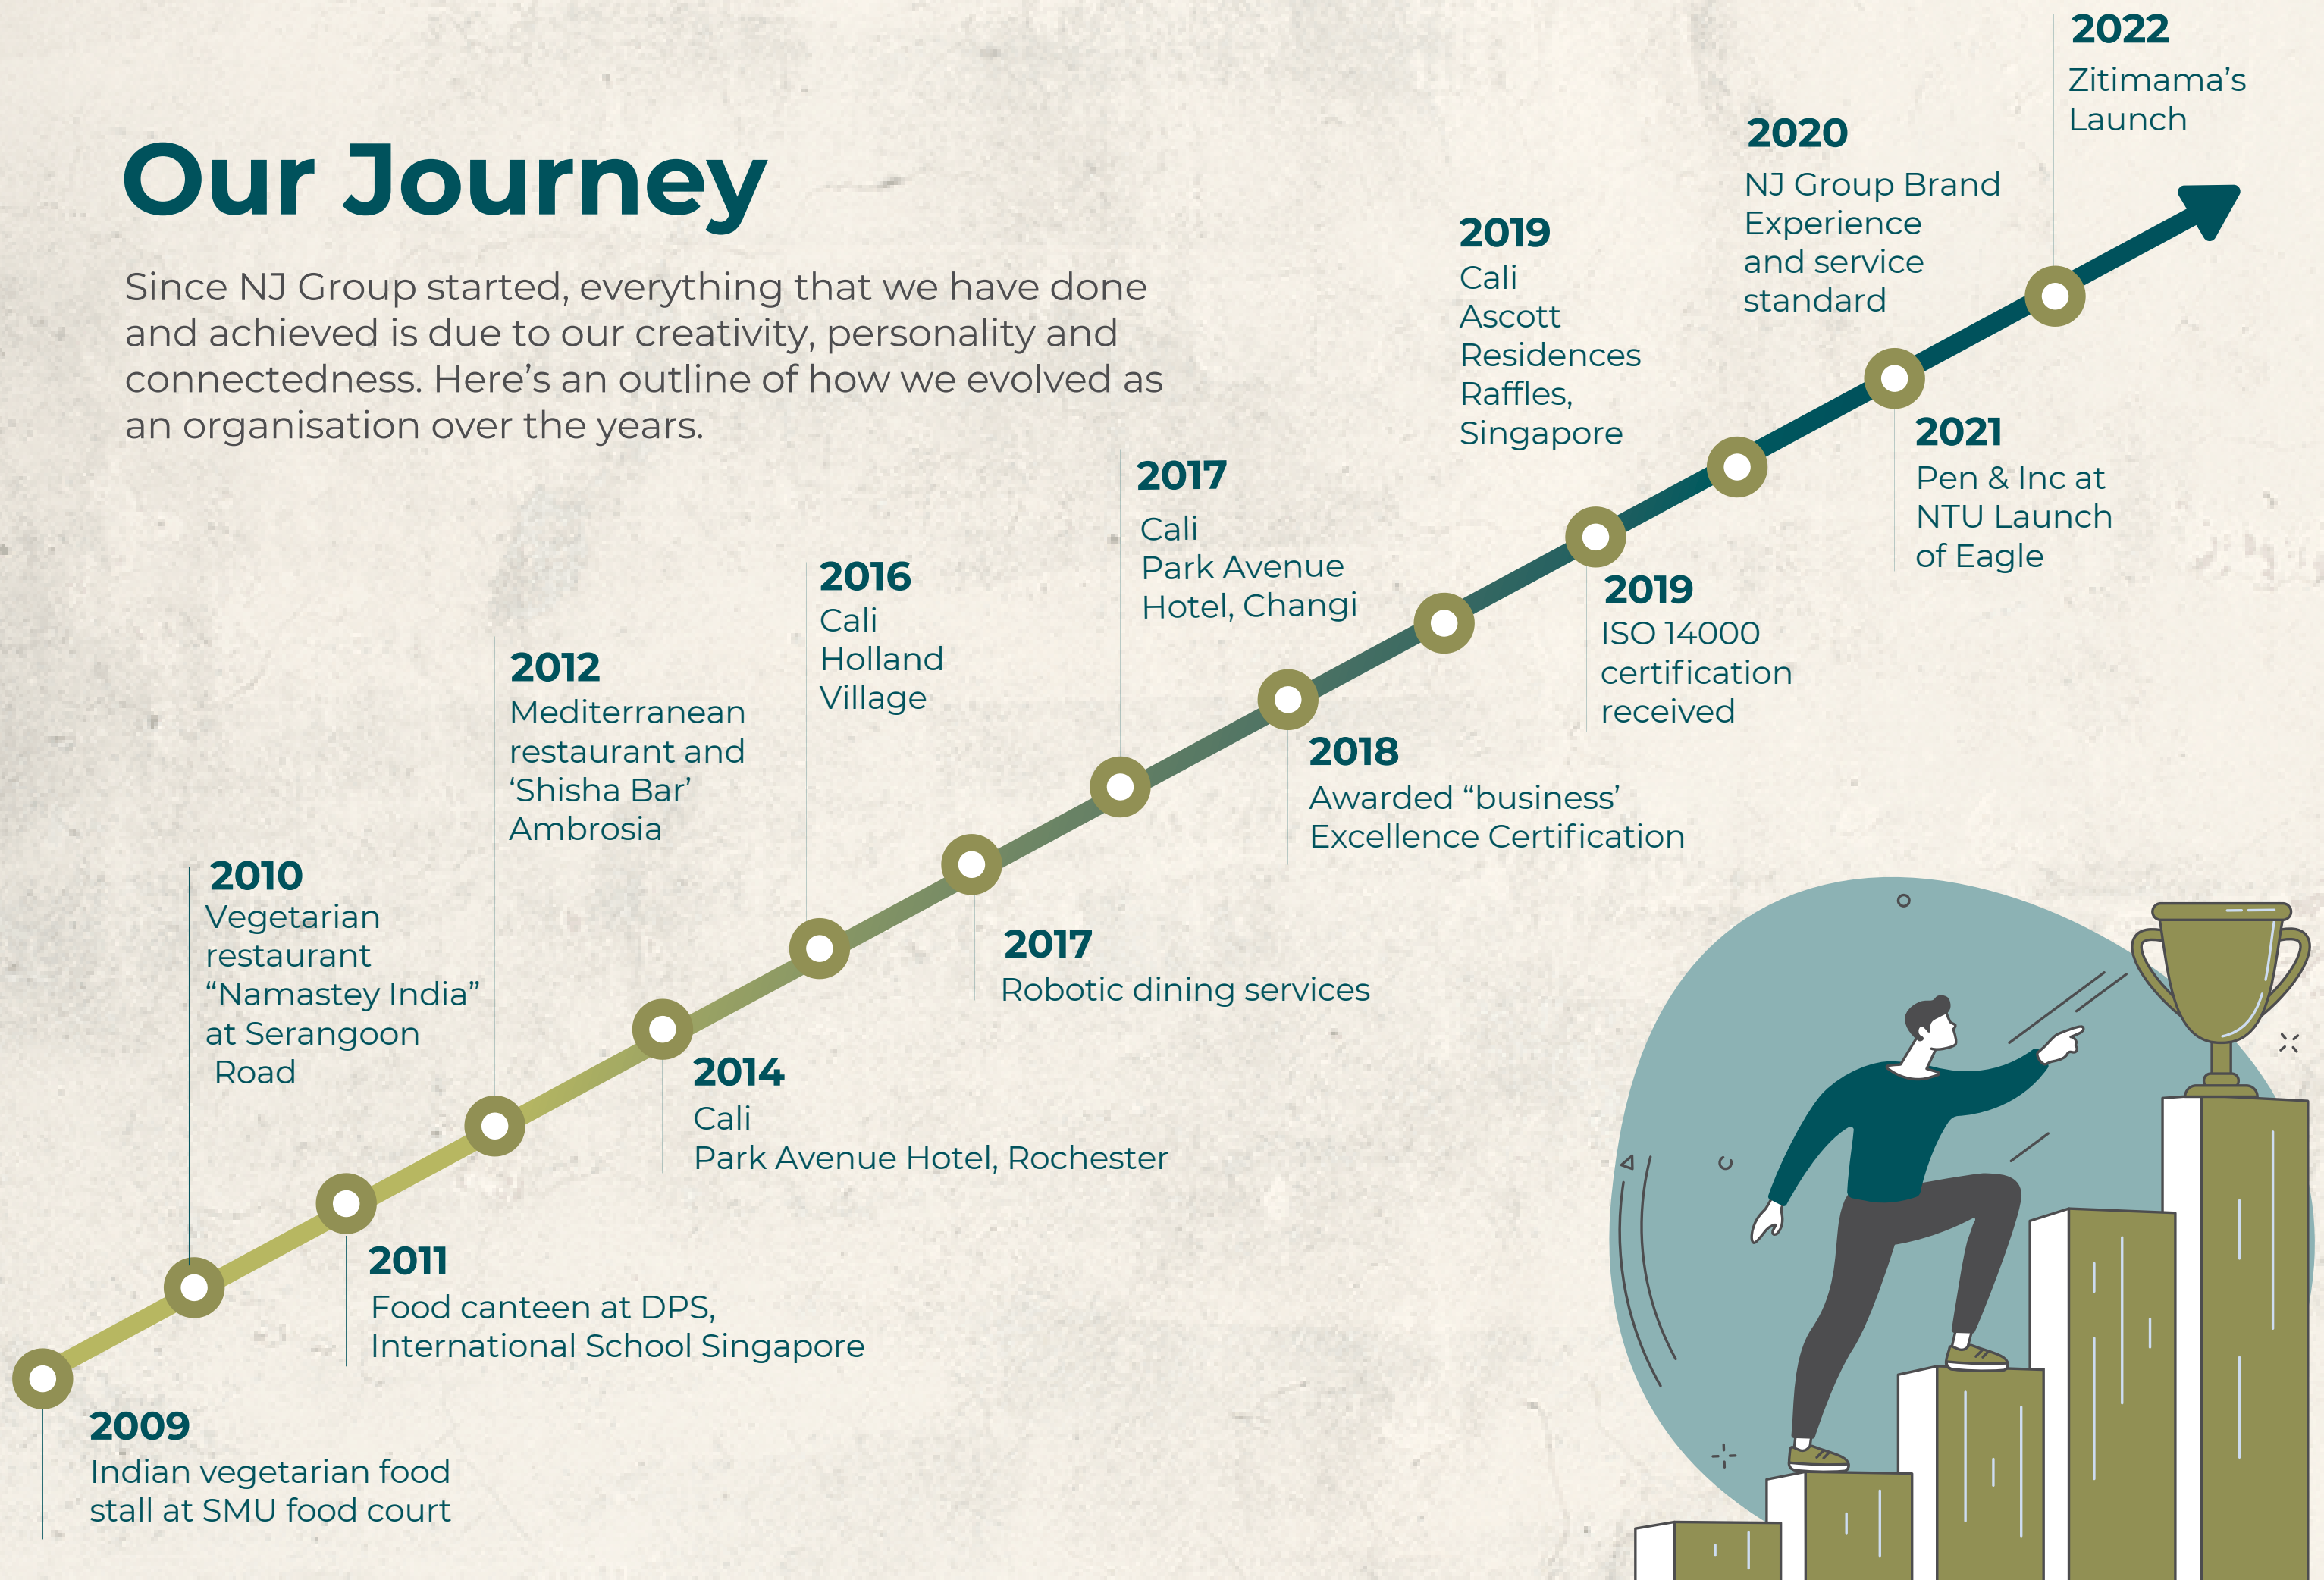 Our Journey
Since NJ Group started, everything that we have done
and achieved is due to our creativity, personality and
connectedness. Here’s an outline of how we evolved as
an organisation over the years.
2009
Indian vegetarian food
stall at SMU food court
2010
Vegetarian
restaurant
“Namastey India”
at Serangoon
Road
2011
Food canteen at DPS,
International School Singapore
2012
Mediterranean
restaurant and
‘Shisha Bar’
Ambrosia
2014
Cali
Park Avenue Hotel, Rochester
2016
Cali
Holland
Village
2017
Robotic dining services
2017
Cali
Park Avenue
Hotel, Changi
2018
Awarded “business’
Excellence Certification
2019
Cali
Ascott
Residences
Raffles,
Singapore
2019
ISO 14000
certification
received
2020
NJ Group Brand
Experience
and service
standard
2021
Pen & Inc at
NTU Launch
of Eagle
2022
Zitimama’s
Launch